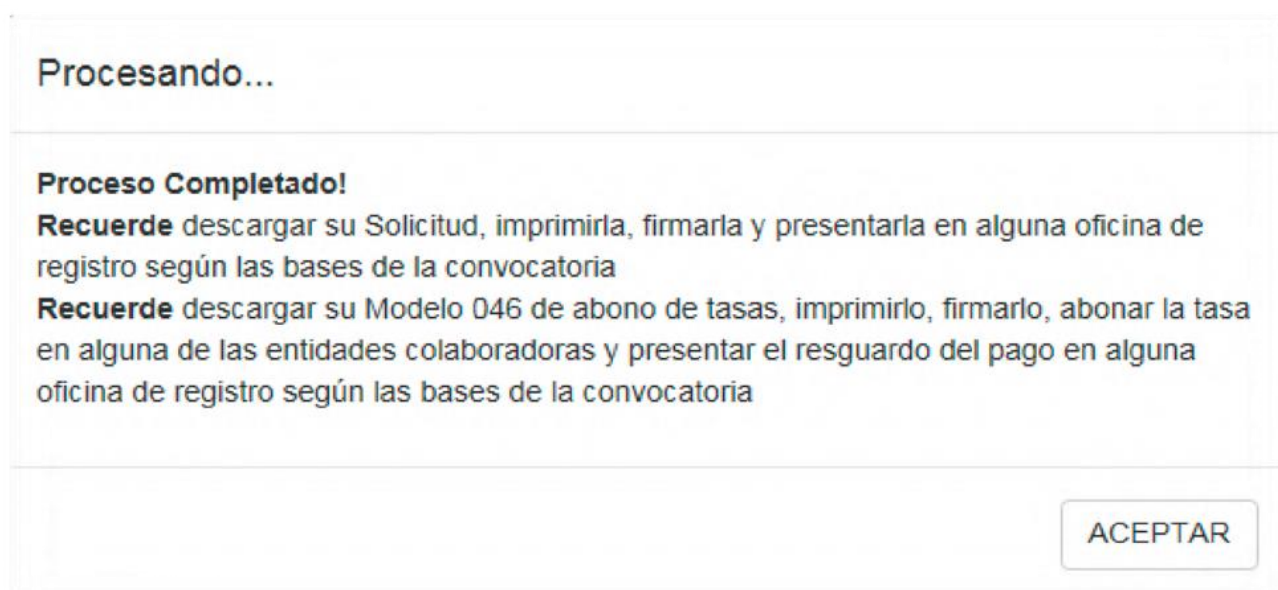 Procesando...
Proceso Completado!
Recuerde descargar su Solicitud, imprimirla, firmarla y presentarla en alguna oficina de
registro según las bases de la convocatoria
Recuerde descargar su Modelo 046 de abono de tasas, imprimirlo, firmarlo, abonar la tasa
en alguna de las entidades colaboradoras y presentar el resguardo del pago en alguna
oficina de registro según las bases de la convocatoria
ACEPTAR